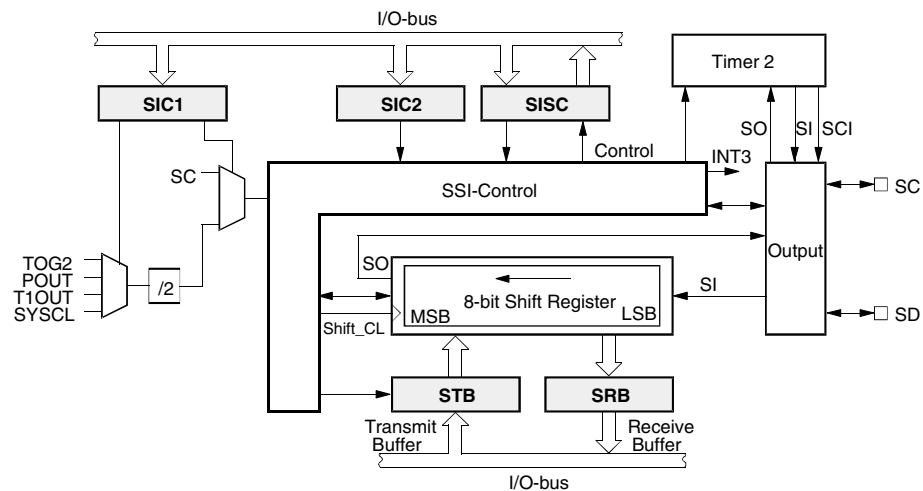 I/O-bus
Timer 2
SIC1
SIC2
SISC
SO
SI
SCI
Control
INT3
SC
SSI-Control
SC
Output
TOG2
POUT
T1OUT
SYSCL
/2
SO
8-bit Shift Register
MSB
LSB
SI
Shift_CL
SD
STB
SRB
Transmit
Buffer
Receive
Buffer
I/O-bus